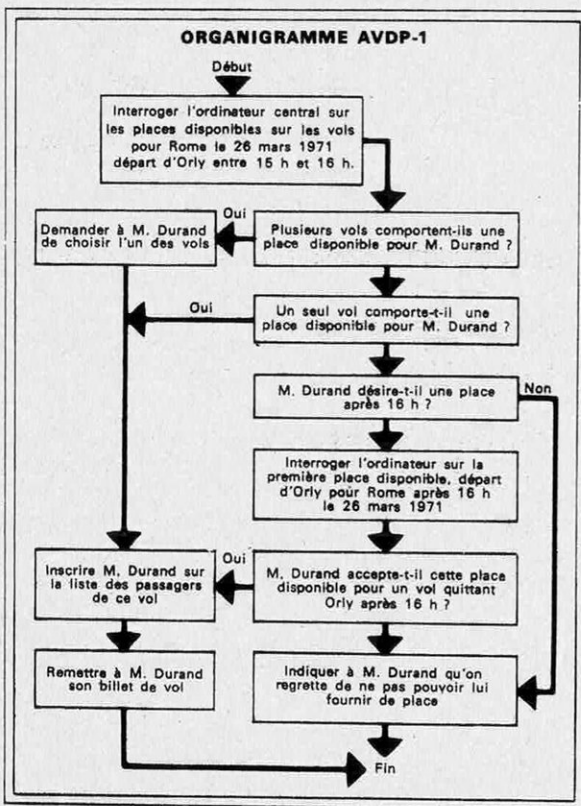 ORGANIGRAMME AVDP-1
Début
Interroger l'ordinateur central sur
les places disponibles sur les vols
pour Rome le 26 mars 1971
départ d'Orly entre 15 h et 16 h.
Demander à M. Durand
de choisir l'un des vols
Oui
Plusieurs vols comportent-ils une
place disponible pour M. Durand ?
Oui
Un seul vol comporte-t-il une
place disponible pour M. Durand ?
M. Durand désire-t-il une place
après 16 h ?
Non
Interroger l'ordinateur sur la
première place disponible, départ
d'Orly pour Rome après 16 h
le 26 mars 1971
Inscrire M. Durand sur
la liste des passagers
de ce vol
Oui
M. Durand accepte-t-il cette place
disponible pour un vol quittant
Orly après 16 h ?
Remettre à M. Durand
son billet de vol
Indiquer à M. Durand qu'on
regrette de ne pas pouvoir lui
fournir de place
Fin